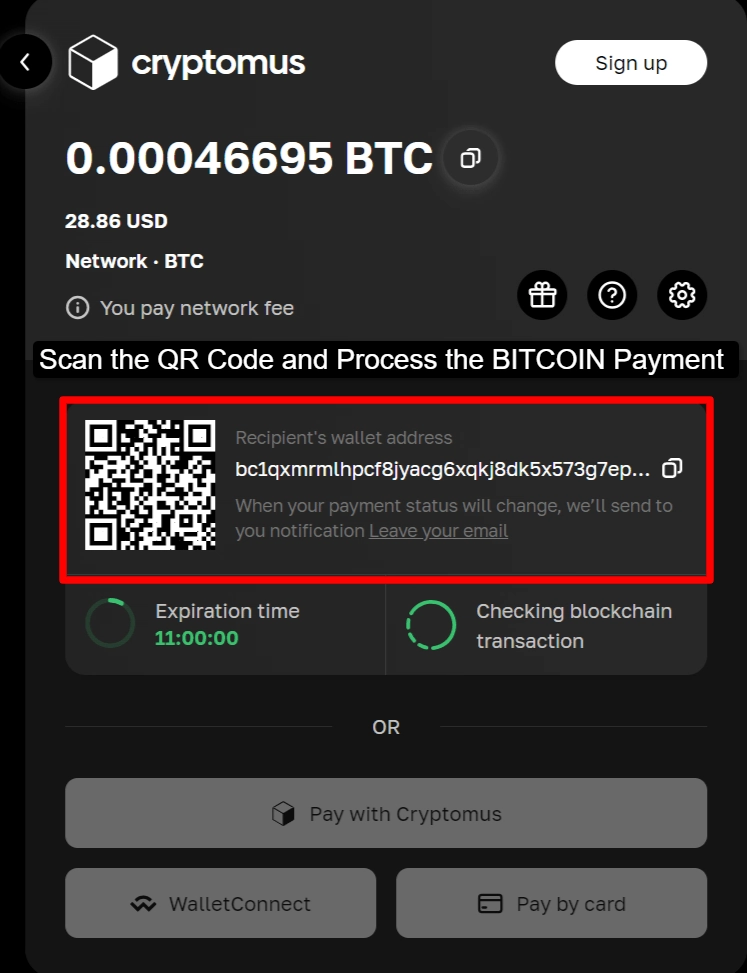 cryptomus
Sign up
0.00046695 BTC
28.86 USD
Network · BTC
You pay network fee
Scan the QR Code and Process the BITCOIN Payment
Recipient's wallet address
bc1qxmrmlhpcf8jyacg6xqkj8dk5x573g7ep...
When your payment status will change, we'll send to
you notification Leave your email
Expiration time
11:00:00
Checking blockchain
transaction
OR
Pay with Cryptomus
WalletConnect
Pay by card